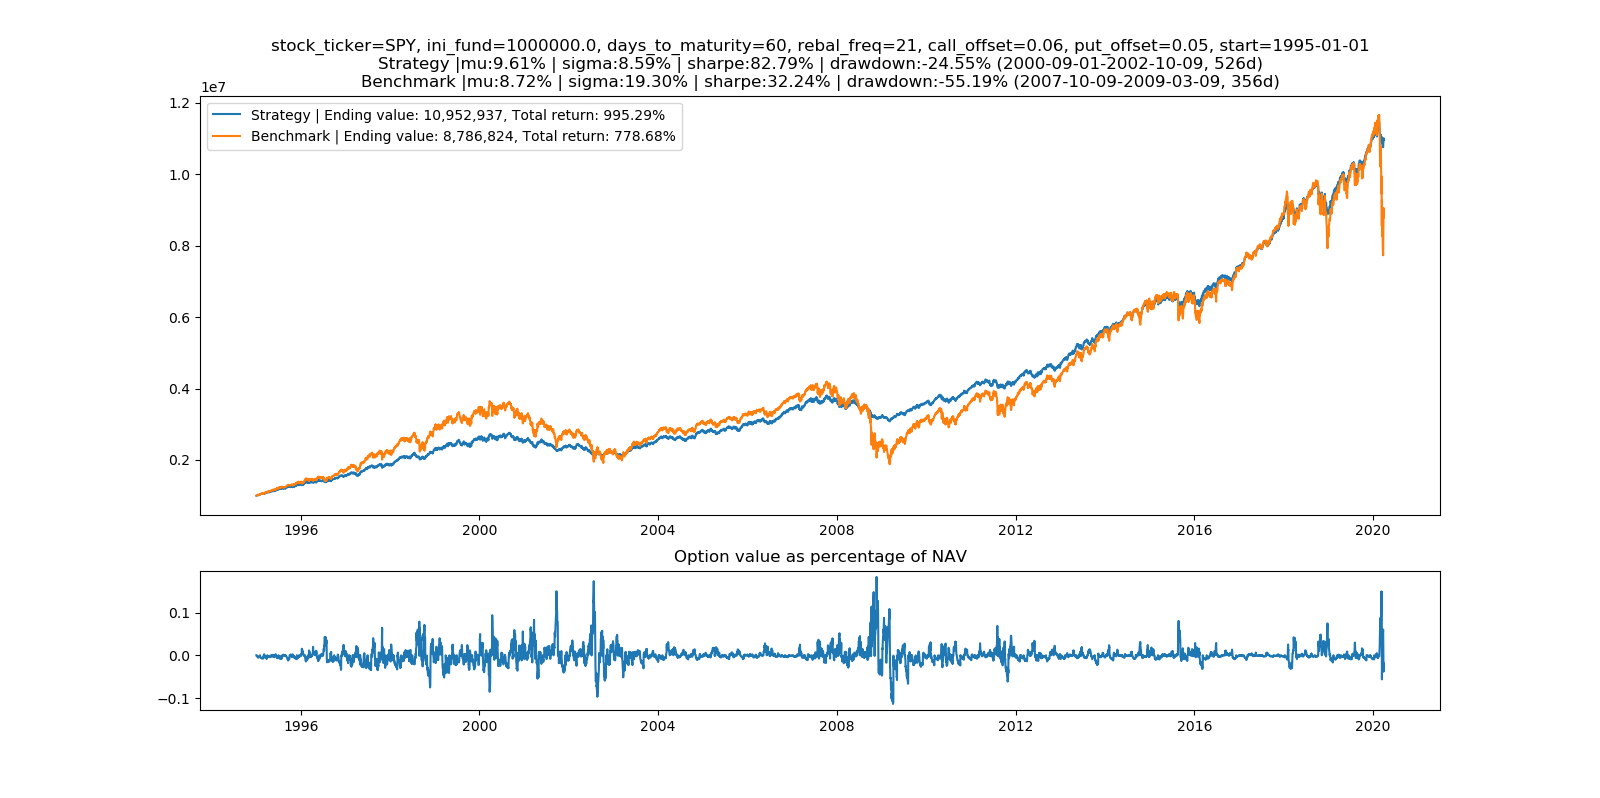 stock_ticker=SPY, ini_fund=1000000.0, days_to_maturity=60, rebal_freq=21, call_offset=0.06, put_offset=0.05, start=1995-01-01
Strategy |mu:9.61% | sigma:8.59% | sharpe:82.79% | drawdown:-24.55% (2000-09-01-2002-10-09, 526d)
Benchmark |mu:8.72% | sigma:19.30% | sharpe:32.24% | drawdown:-55.19% (2007-10-09-2009-03-09, 356d)
1e7
Strategy | Ending value: 10,952,937, Total return: 995.29%
Benchmark | Ending value: 8,786,824, Total return: 778.68%
1.2
1.0
0.8
0.6
0.4
0.2
1996 2000 2004 2008 2012 2016 2020
Option value as percentage of NAV
0.1
0.0
−0.1
1996 2000 2004 2008 2012 2016 2020